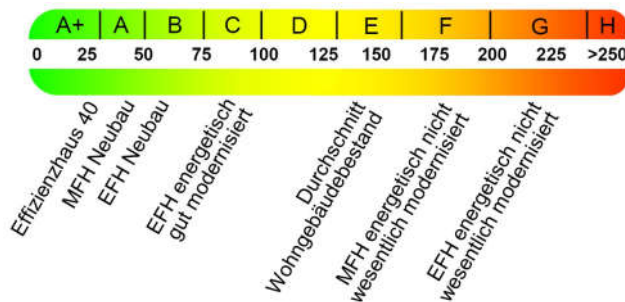 A+ A B C D E F G H
0 25 50 75 100 125 150 175 200 225 >250
Effizienzhaus 40
MFH Neubau
EFH Neubau
EFH energetisch
gut modernisiert
Durchschnitt
Wohngebäudebestand
MFH energetisch nicht
wesentlich modernisiert
EFH energetisch nicht
wesentlich modernisiert